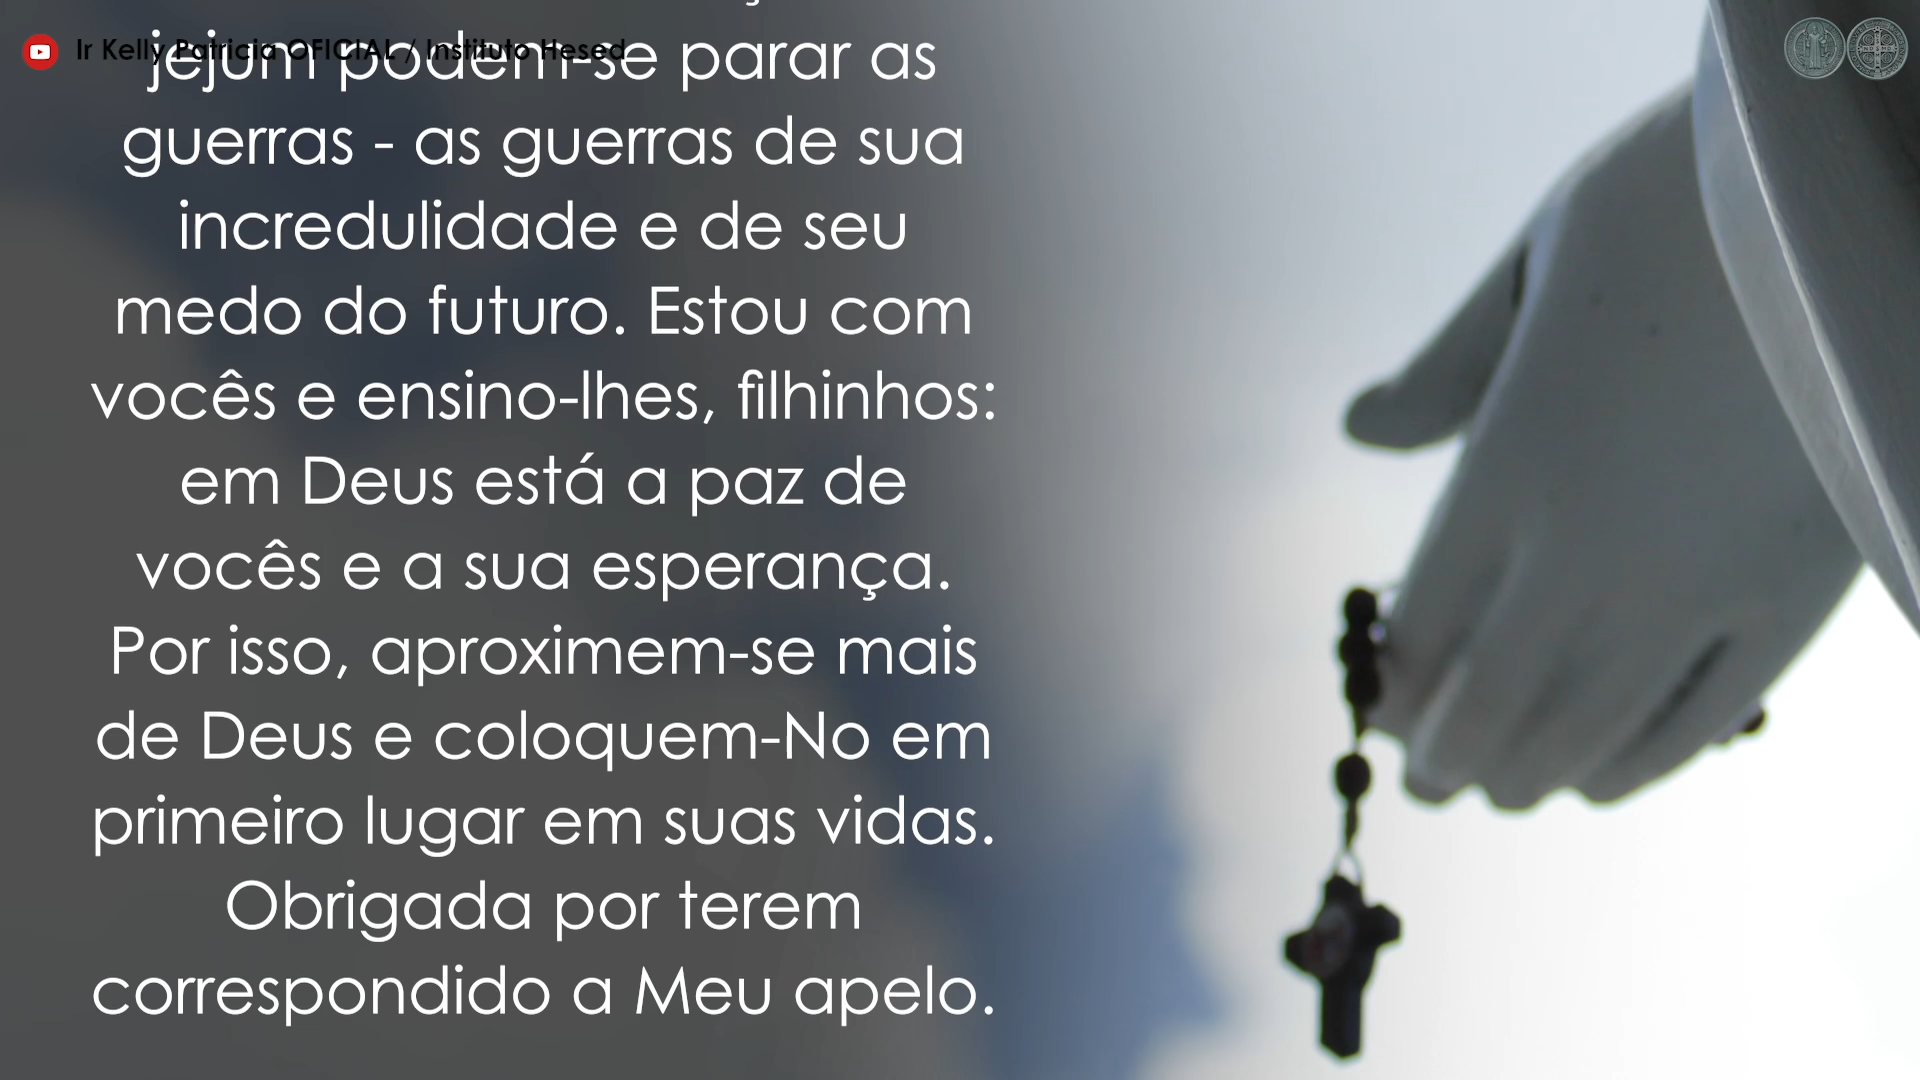 Ir Kelly Patricia OFICIAL / Instituto Hesed
jejum podem-se parar as
guerras - as guerras de sua
incredulidade e de seu
medo do futuro. Estou com
vocês e ensino-lhes, filhinhos:
em Deus está a paz de
vocês e a sua esperança.
Por isso, aproximem-se mais
de Deus e coloquem-No em
primeiro lugar em suas vidas.
Obrigada por terem
correspondido a Meu apelo.